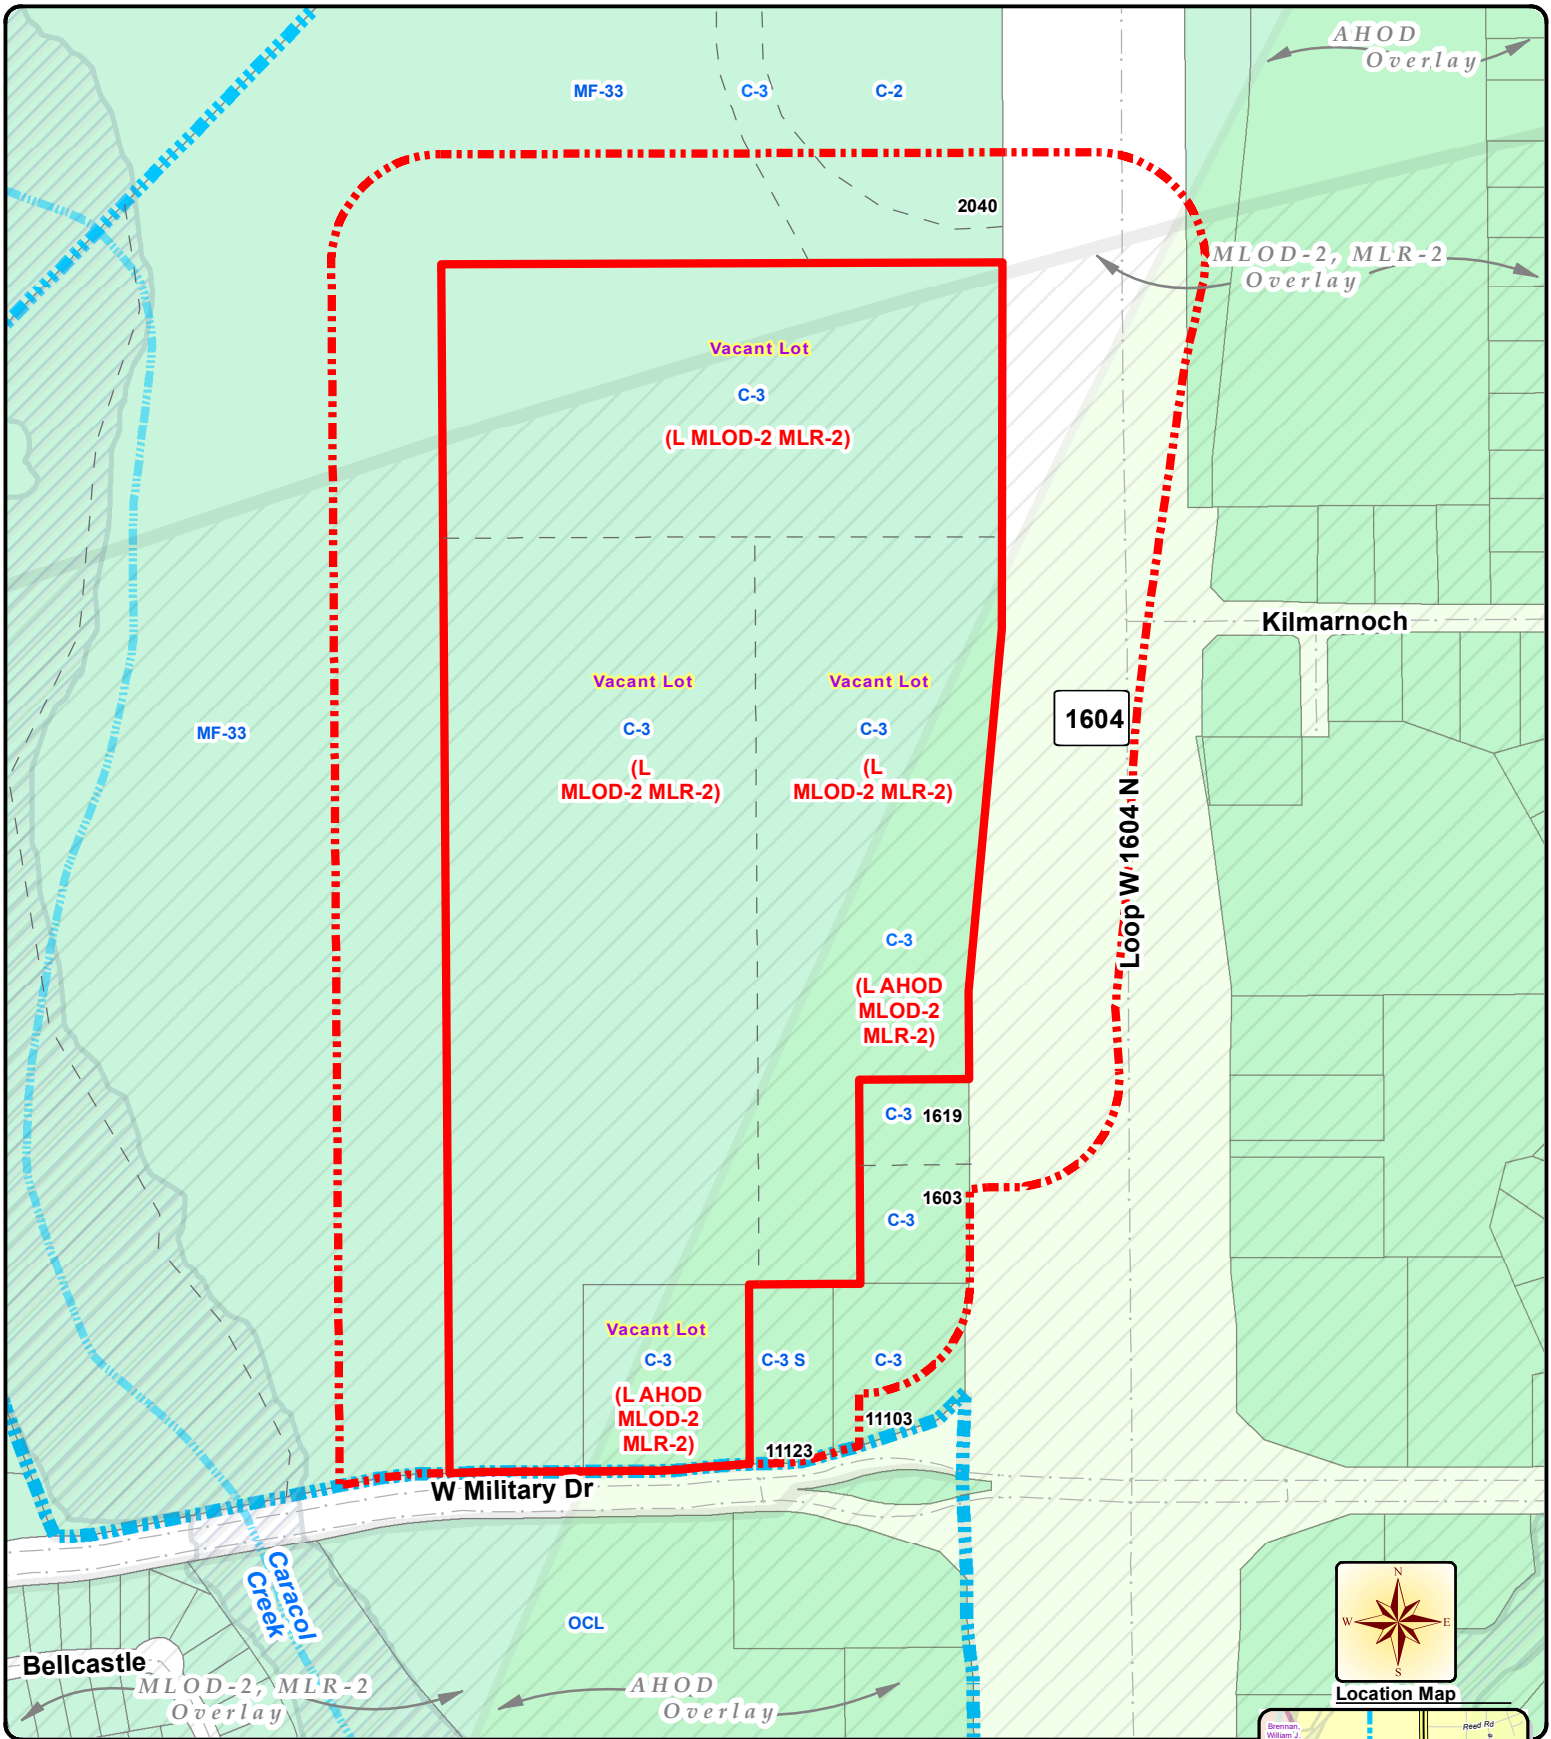 AHOD
Overlay
MF-33
C-3
C-2
2040
MLOD-2, MLR-2
Overlay
Vacant Lot
C-3
(L MLOD-2 MLR-2)
Kilmarnoch
Vacant Lot
C-3
(L
MLOD-2 MLR-2)
Vacant Lot
C-3
(L
MLOD-2 MLR-2)
1604
MF-33
Loop W 1604 N
C-3
(L AHOD
MLOD-2
MLR-2)
C-3 1619
1603
C-3
Vacant Lot
C-3
(L AHOD
MLOD-2
MLR-2)
C-3 S
C-3
11103
11123
W Military Dr
Caracol
Creek
OCL
Bellcastle
MLOD-2, MLR-2
Overlay
AHOD
Overlay
N
W
E
S
Location Map
Brennan,
William J.
Reed Rd